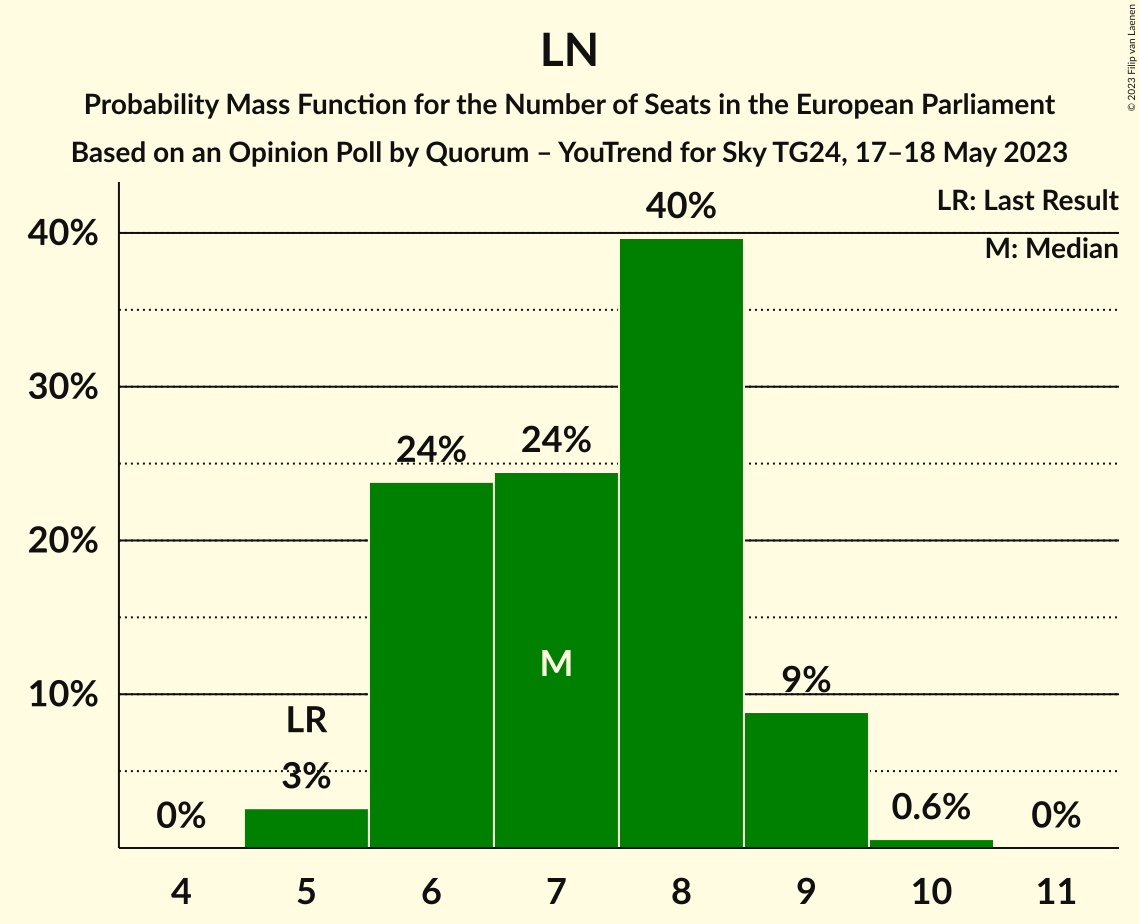 LN
Probability Mass Function for the Number of Seats in the European Parliament
Based on an Opinion Poll by Quorum – YouTrend for Sky TG24, 17–18 May 2023
© 2023 Filip van Laenen
LR: Last Result
M: Median
40%
30%
20%
10%
0%
LR
3%
24%
24%
M
40%
9%
0.6%
0%
4 5 6 7 8 9 10 11